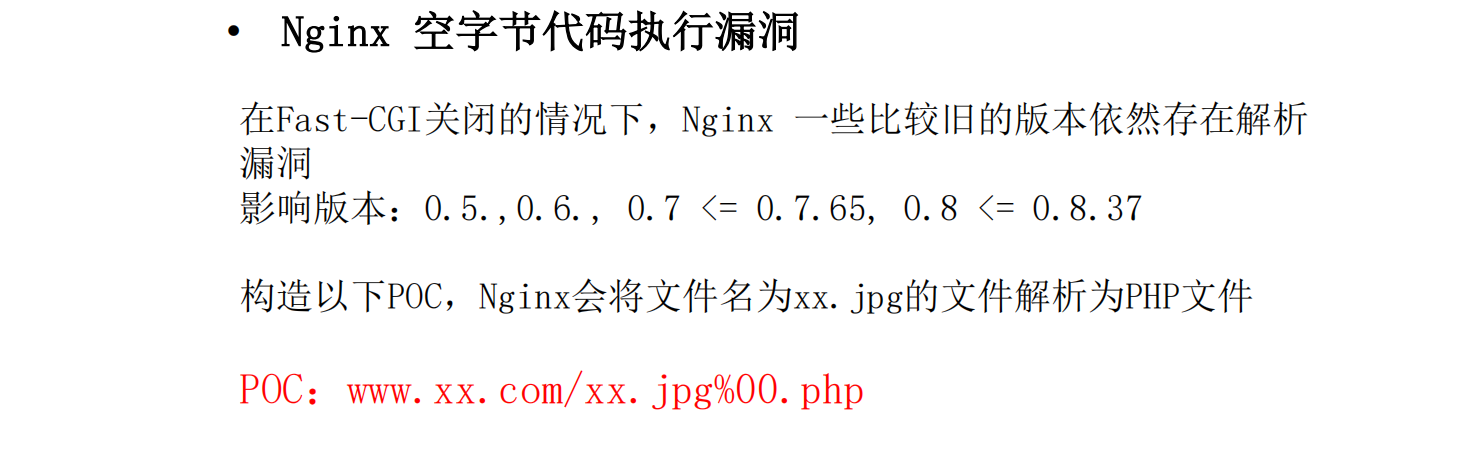 • Nginx 空字节代码执行漏洞
在Fast-CGI关闭的情况下，Nginx 一些比较旧的版本依然存在解析
漏洞
影响版本：0.5.,0.6., 0.7 <= 0.7.65, 0.8 <= 0.8.37
构造以下POC，Nginx会将文件名为xx.jpg的文件解析为PHP文件
POC：www.xx.com/xx.jpg%00.php